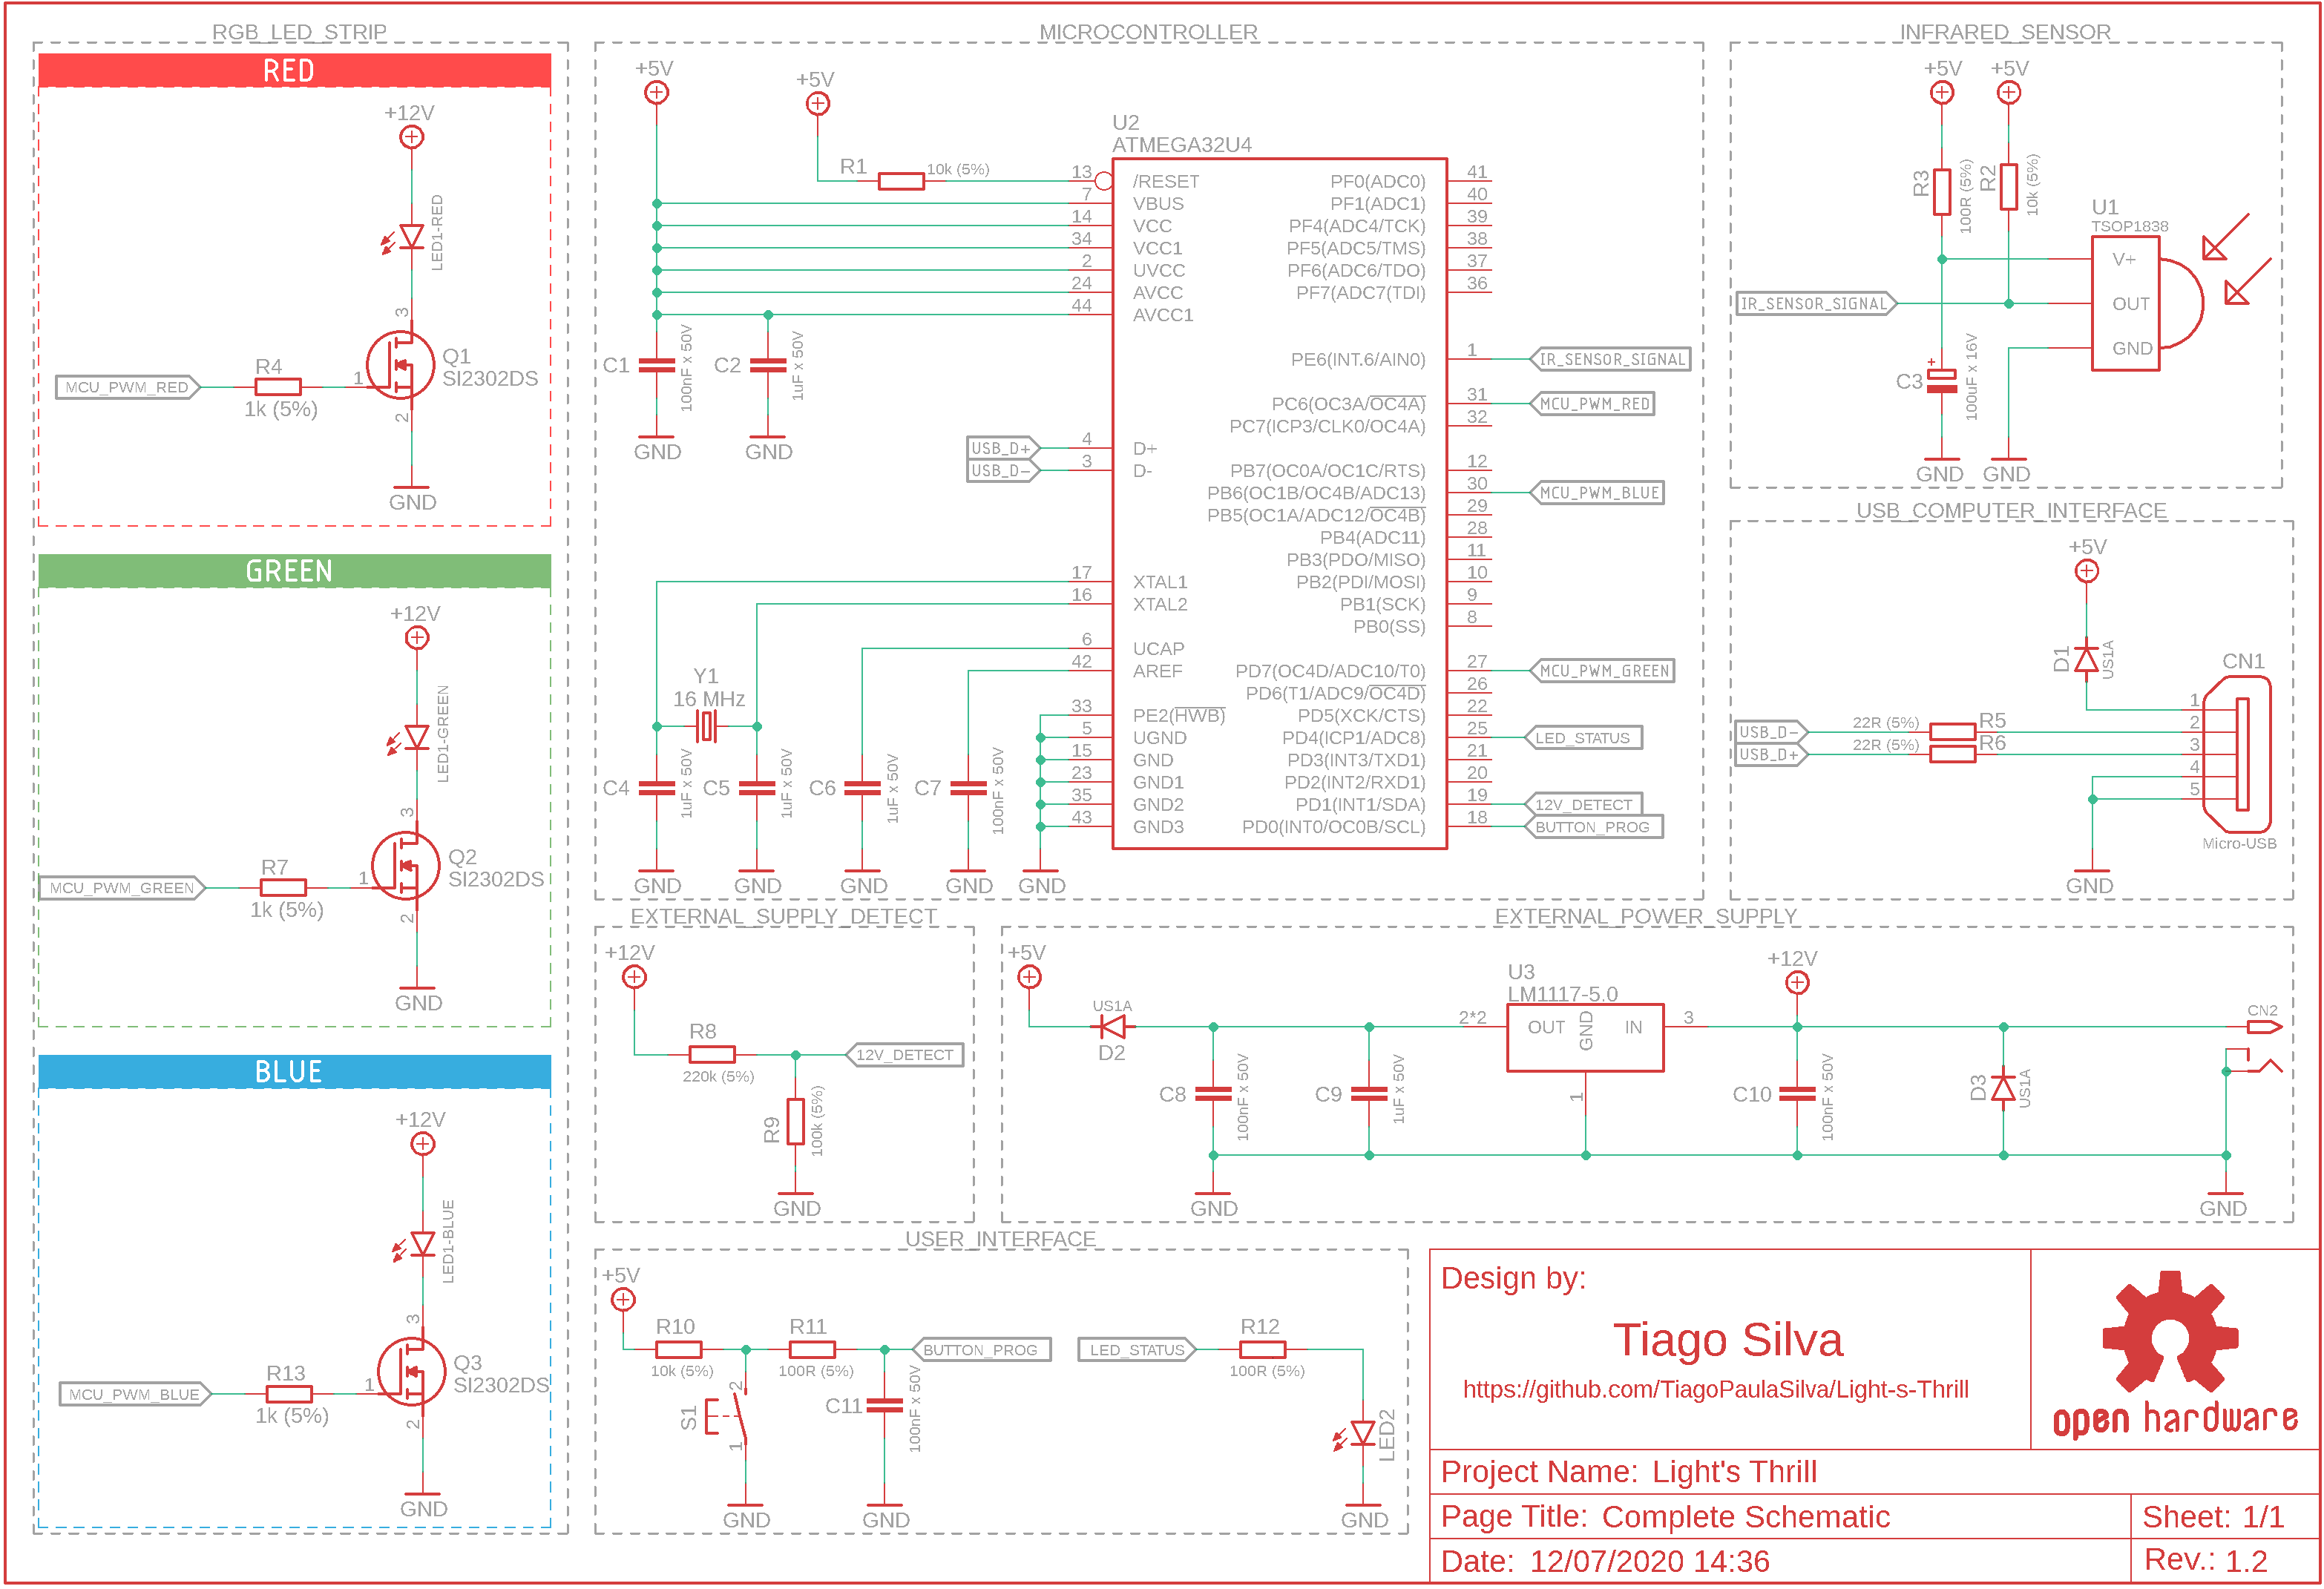 RGB_LED_STRIP
RED
+12V
LED1-RED
3
Q1
SI2302DS
MCU_PWM_RED
R4
1k (5%)
1
2
GND
GREEN
+12V
LED1-GREEN
3
Q2
SI2302DS
MCU_PWM_GREEN
R7
1k (5%)
1
2
GND
BLUE
+12V
LED1-BLUE
3
Q3
SI2302DS
MCU_PWM_BLUE
R13
1k (5%)
1
2
GND
MICROCONTROLLER
+5V
+5V
R1
10k (5%)
U2
ATMEGA32U4
13 /RESET
7 VBUS
14 VCC
34 VCC1
2 UVCC
24 AVCC
44 AVCC1
C1
100nF x 50V
C2
1uF x 50V
GND
GND
USB_D+
4 D+
USB_D-
3 D-
17 XTAL1
16 XTAL2
6 UCAP
42 AREF
33 PE2(HWB)
5 UGND
15 GND
23 GND1
35 GND2
43 GND3
Y1
16 MHz
C4
1uF x 50V
C5
1uF x 50V
C6
1uF x 50V
C7
100nF x 50V
GND
GND
GND
GND
GND
PF0(ADC0) 41
PF1(ADC1) 40
PF4(ADC4/TCK) 39
PF5(ADC5/TMS) 38
PF6(ADC6/TDO) 37
PF7(ADC7(TDI) 36
PE6(INT.6/AIN0) 1 IR_SENSOR_SIGNAL
PC6(OC3A/OC4A) 31 MCU_PWM_RED
PC7(ICP3/CLK0/OC4A) 32
PB7(OC0A/OC1C/RTS) 12
PB6(OC1B/OC4B/ADC13) 30 MCU_PWM_BLUE
PB5(OC1A/ADC12/OC4B) 29
PB4(ADC11) 28
PB3(PDO/MISO) 11
PB2(PDI/MOSI) 10
PB1(SCK) 9
PB0(SS) 8
PD7(OC4D/ADC10/T0) 27 MCU_PWM_GREEN
PD6(T1/ADC9/OC4D) 26
PD5(XCK/CTS) 22
PD4(ICP1/ADC8) 25 LED_STATUS
PD3(INT3/TXD1) 21
PD2(INT2/RXD1) 20
PD1(INT1/SDA) 19 12V_DETECT
PD0(INT0/OC0B/SCL) 18 BUTTON_PROG
INFRARED_SENSOR
+5V
+5V
R3
100R (5%)
R2
10k (5%)
U1
TSOP1838
V+
OUT
GND
IR_SENSOR_SIGNAL
C3
+
100uF x 16V
GND
GND
USB_COMPUTER_INTERFACE
+5V
D1
US1A
CN1
1
2
3
4
5
Micro-USB
USB_D-
22R (5%)
R5
USB_D+
22R (5%)
R6
GND
EXTERNAL_SUPPLY_DETECT
+12V
R8
220k (5%)
12V_DETECT
R9
100k (5%)
GND
EXTERNAL_POWER_SUPPLY
+5V
US1A
D2
C8
100nF x 50V
C9
1uF x 50V
2*2
U3
LM1117-5.0
OUT
GND
IN
3
1
+12V
C10
100nF x 50V
D3
US1A
CN2
GND
GND
USER_INTERFACE
+5V
R10
10k (5%)
R11
100R (5%)
BUTTON_PROG
S1
2
1
C11
100nF x 50V
GND
GND
LED_STATUS
R12
100R (5%)
LED2
GND
Design by:
Tiago Silva
https://github.com/TiagoPaulaSilva/Light-s-Thrill
open hardware
Project Name: Light's Thrill
Page Title: Complete Schematic
Sheet: 1/1
Date: 12/07/2020 14:36
Rev.: 1.2